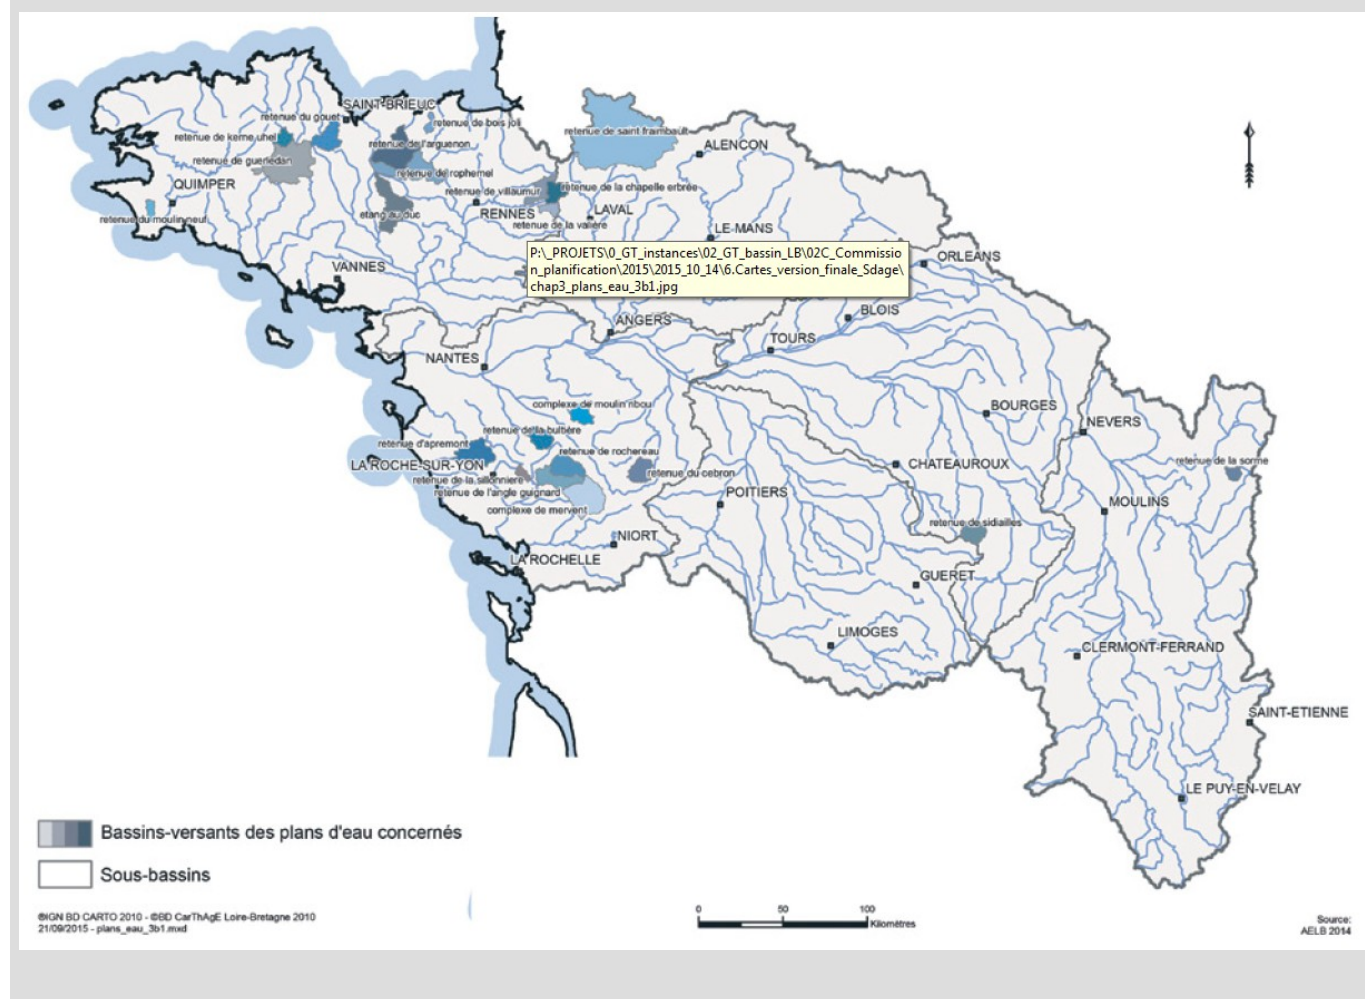 SAINT-BRIEUC
retenue du gouet
retenue de bois joli
retenue de kerne uhel
retenue de l'arguenon
retenue de saint fraimbault
ALENCON
retenue de guerledan
retenue de rophemel
QUIMPER
retenue de villaumur
retenue de la chapelle erbrée
retenue du moulin neuf
etang au duc
RENNES
LAVAL
retenue de la valière
LE MANS
P:\_PROJETS\0_GT_instances\02_GT_bassin_LB\02C_Commissio
n_planification\2015\2015_10_14\6.Cartes_version_finale_Sdage\
chap3_plans_eau_3b1.jpg
ORLEANS
VANNES
BLOIS
ANGERS
TOURS
NANTES
complexe de moulin ribou
BOURGES
NEVERS
retenue de la bultière
retenue d'apremont
retenue de rochereau
LA ROCHE-SUR-YON
retenue du cebron
CHATEAUROUX
retenue de la sorme
retenue de la sillonniere
retenue de l'angle guignard
POITIERS
complexe de mervent
MOULINS
retenue de sidiailles
NIORT
LA ROCHELLE
GUERET
LIMOGES
CLERMONT-FERRAND
SAINT-ETIENNE
LE PUY-EN-VELAY
Bassins-versants des plans d'eau concernés
Sous-bassins
©IGN BD CARTO 2010 - ©BD CarThAgE Loire-Bretagne 2010
21/09/2015 - plans_eau_3b1.mxd
0 50 100
Kilomètres
Source:
AELB 2014